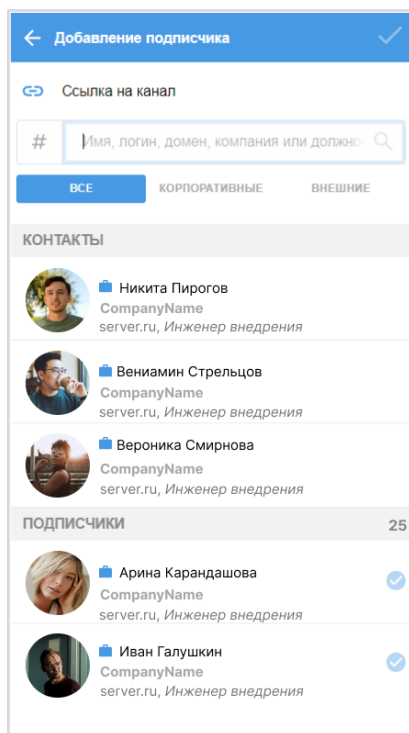 Добавление подписчика
Ссылка на канал
# Имя, логин, домен, компания или должно
ВСЕ КОРПОРАТИВНЫЕ ВНЕШНИЕ
КОНТАКТЫ
Никита Пирогов
CompanyName
server.ru, Инженер внедрения
Вениамин Стрельцов
CompanyName
server.ru, Инженер внедрения
Вероника Смирнова
CompanyName
server.ru, Инженер внедрения
ПОДПИСЧИКИ 25
Арина Карандашова
CompanyName
server.ru, Инженер внедрения
Иван Галушкин
CompanyName
server.ru, Инженер внедрения